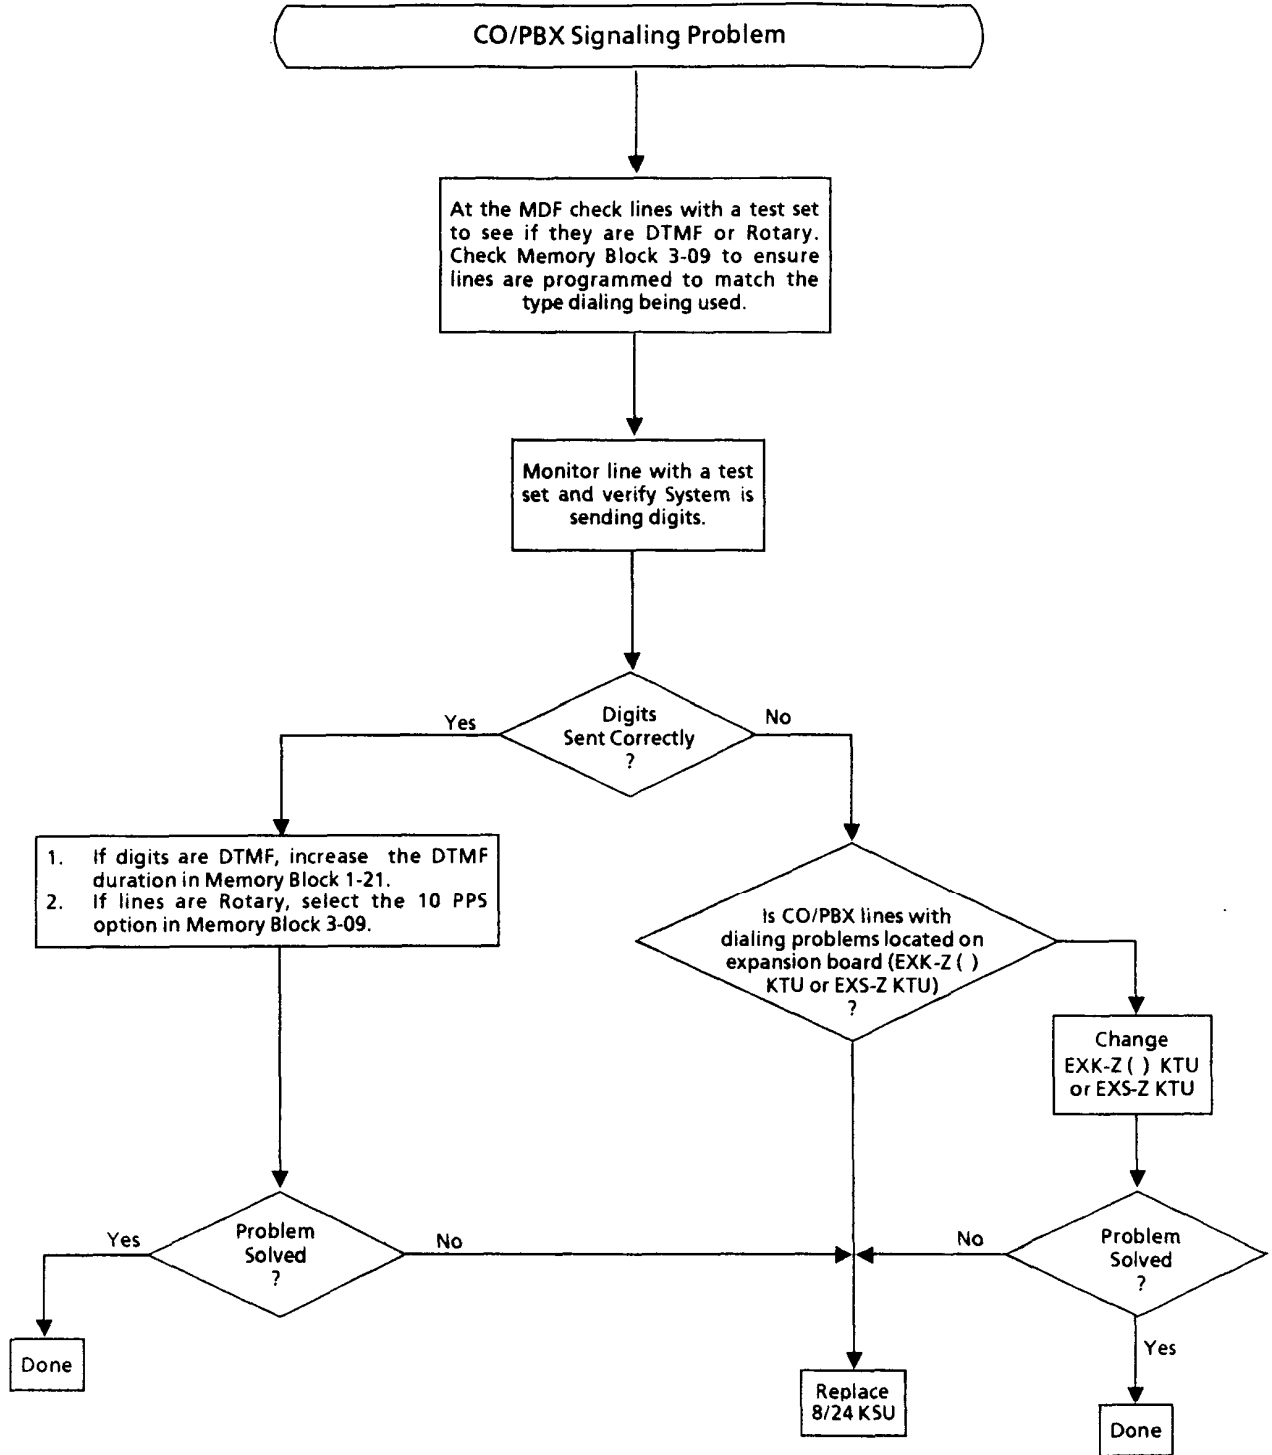 CO/PBX Signaling Problem
At the MDF check lines with a test set
to see if they are DTMF or Rotary.
Check Memory Block 3-09 to ensure
lines are programmed to match the
type dialing being used.
Monitor line with a test
set and verify System is
sending digits.
Digits
Sent Correctly
?
Yes
No
1. If digits are DTMF, increase the DTMF
duration in Memory Block 1-21.
2. If lines are Rotary, select the 10 PPS
option in Memory Block 3-09.
Is CO/PBX lines with
dialing problems located on
expansion board (EXK-Z ( )
KTU or EXS-Z KTU)
?
Change
EXK-Z ( ) KTU
or EXS-Z KTU
Problem
Solved
?
Yes
No
Problem
Solved
?
No
Yes
Done
Replace
8/24 KSU
Done